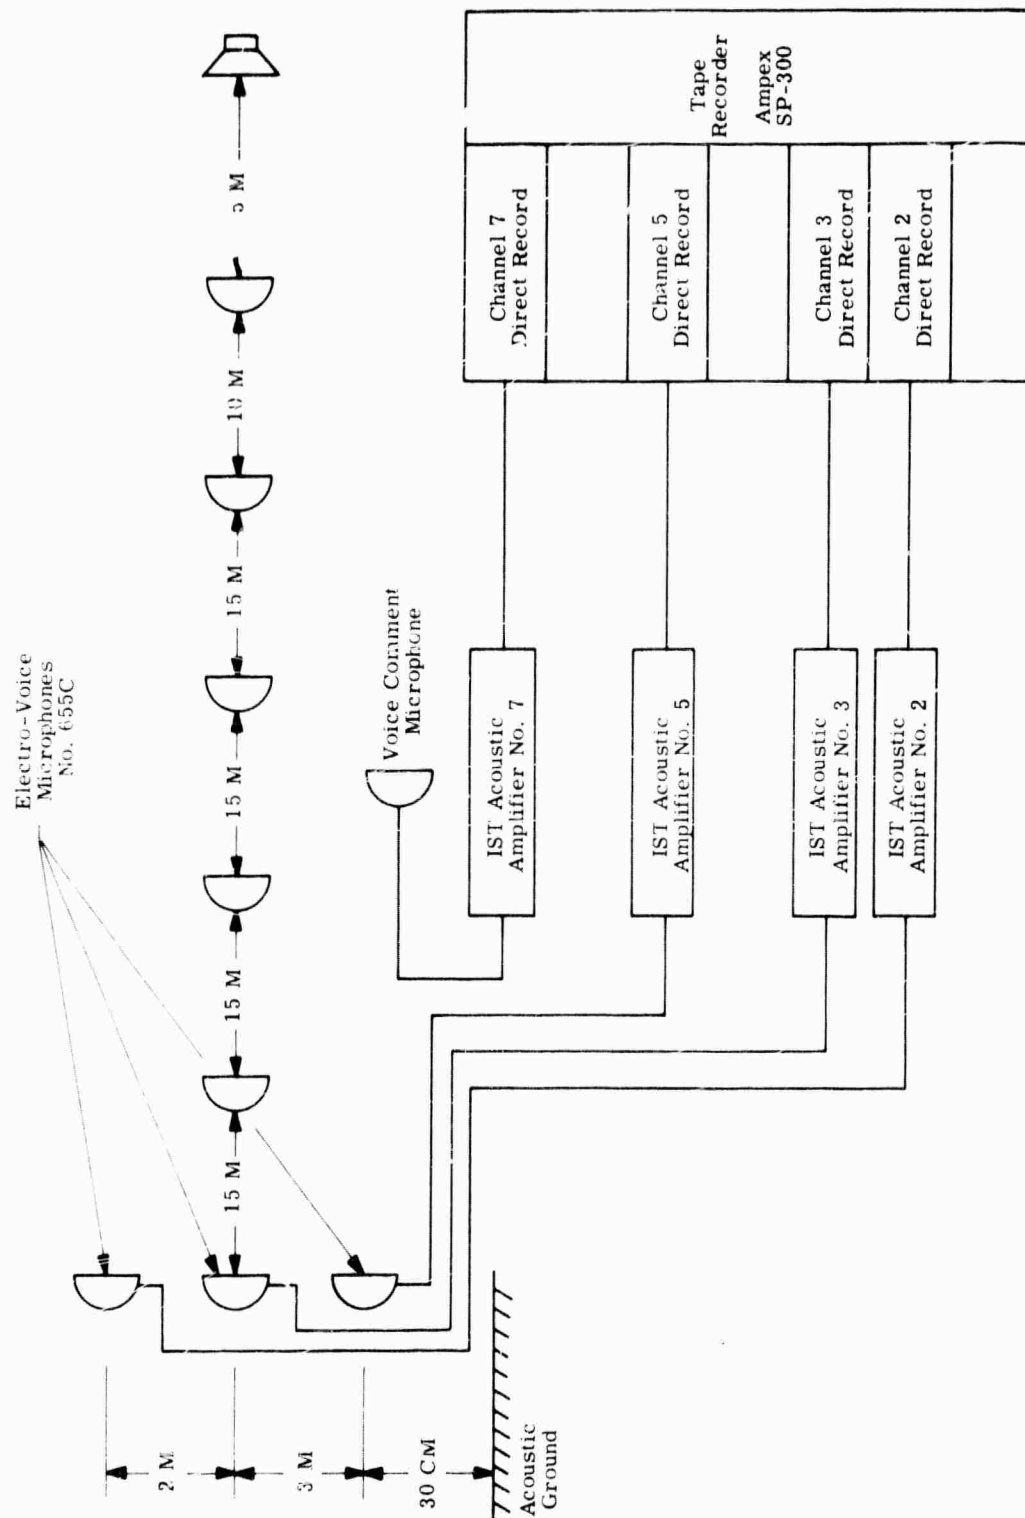 Electro-Voice
Microphones
No. 655C
2 M
3 M
30 CM
Acoustic
Ground
15 M
15 M
15 M
15 M
10 M
5 M
Voice Comment
Microphone
IST Acoustic
Amplifier No. 7
IST Acoustic
Amplifier No. 5
IST Acoustic
Amplifier No. 3
IST Acoustic
Amplifier No. 2
Channel 7
Direct Record
Channel 5
Direct Record
Channel 3
Direct Record
Channel 2
Direct Record
Tape
Recorder
Ampex
SP-300